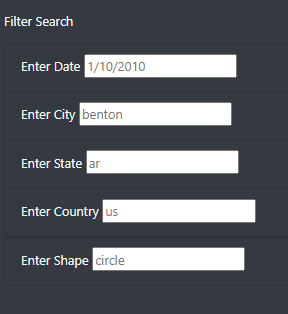 Filter Search
Enter Date 1/10/2010
Enter City benton
Enter State ar
Enter Country us
Enter Shape circle